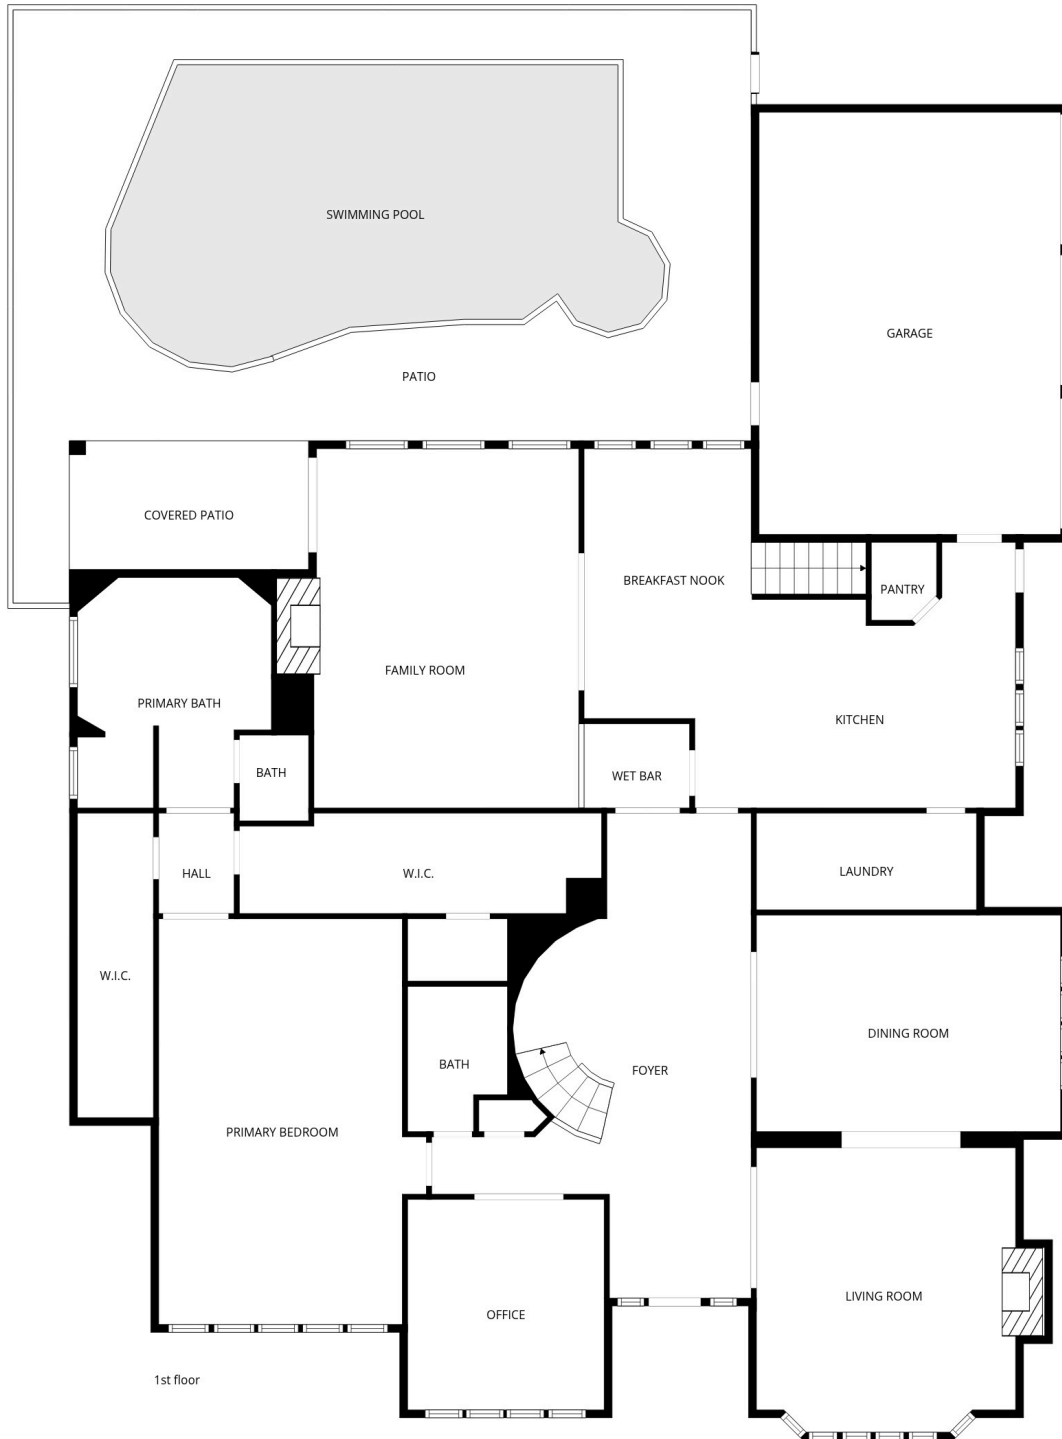 SWIMMING POOL
GARAGE
PATIO
COVERED PATIO
BREAKFAST NOOK
PANTRY
FAMILY ROOM
PRIMARY BATH
KITCHEN
BATH
WET BAR
HALL
W.I.C.
LAUNDRY
W.I.C.
DINING ROOM
BATH
FOYER
PRIMARY BEDROOM
LIVING ROOM
OFFICE
1st floor